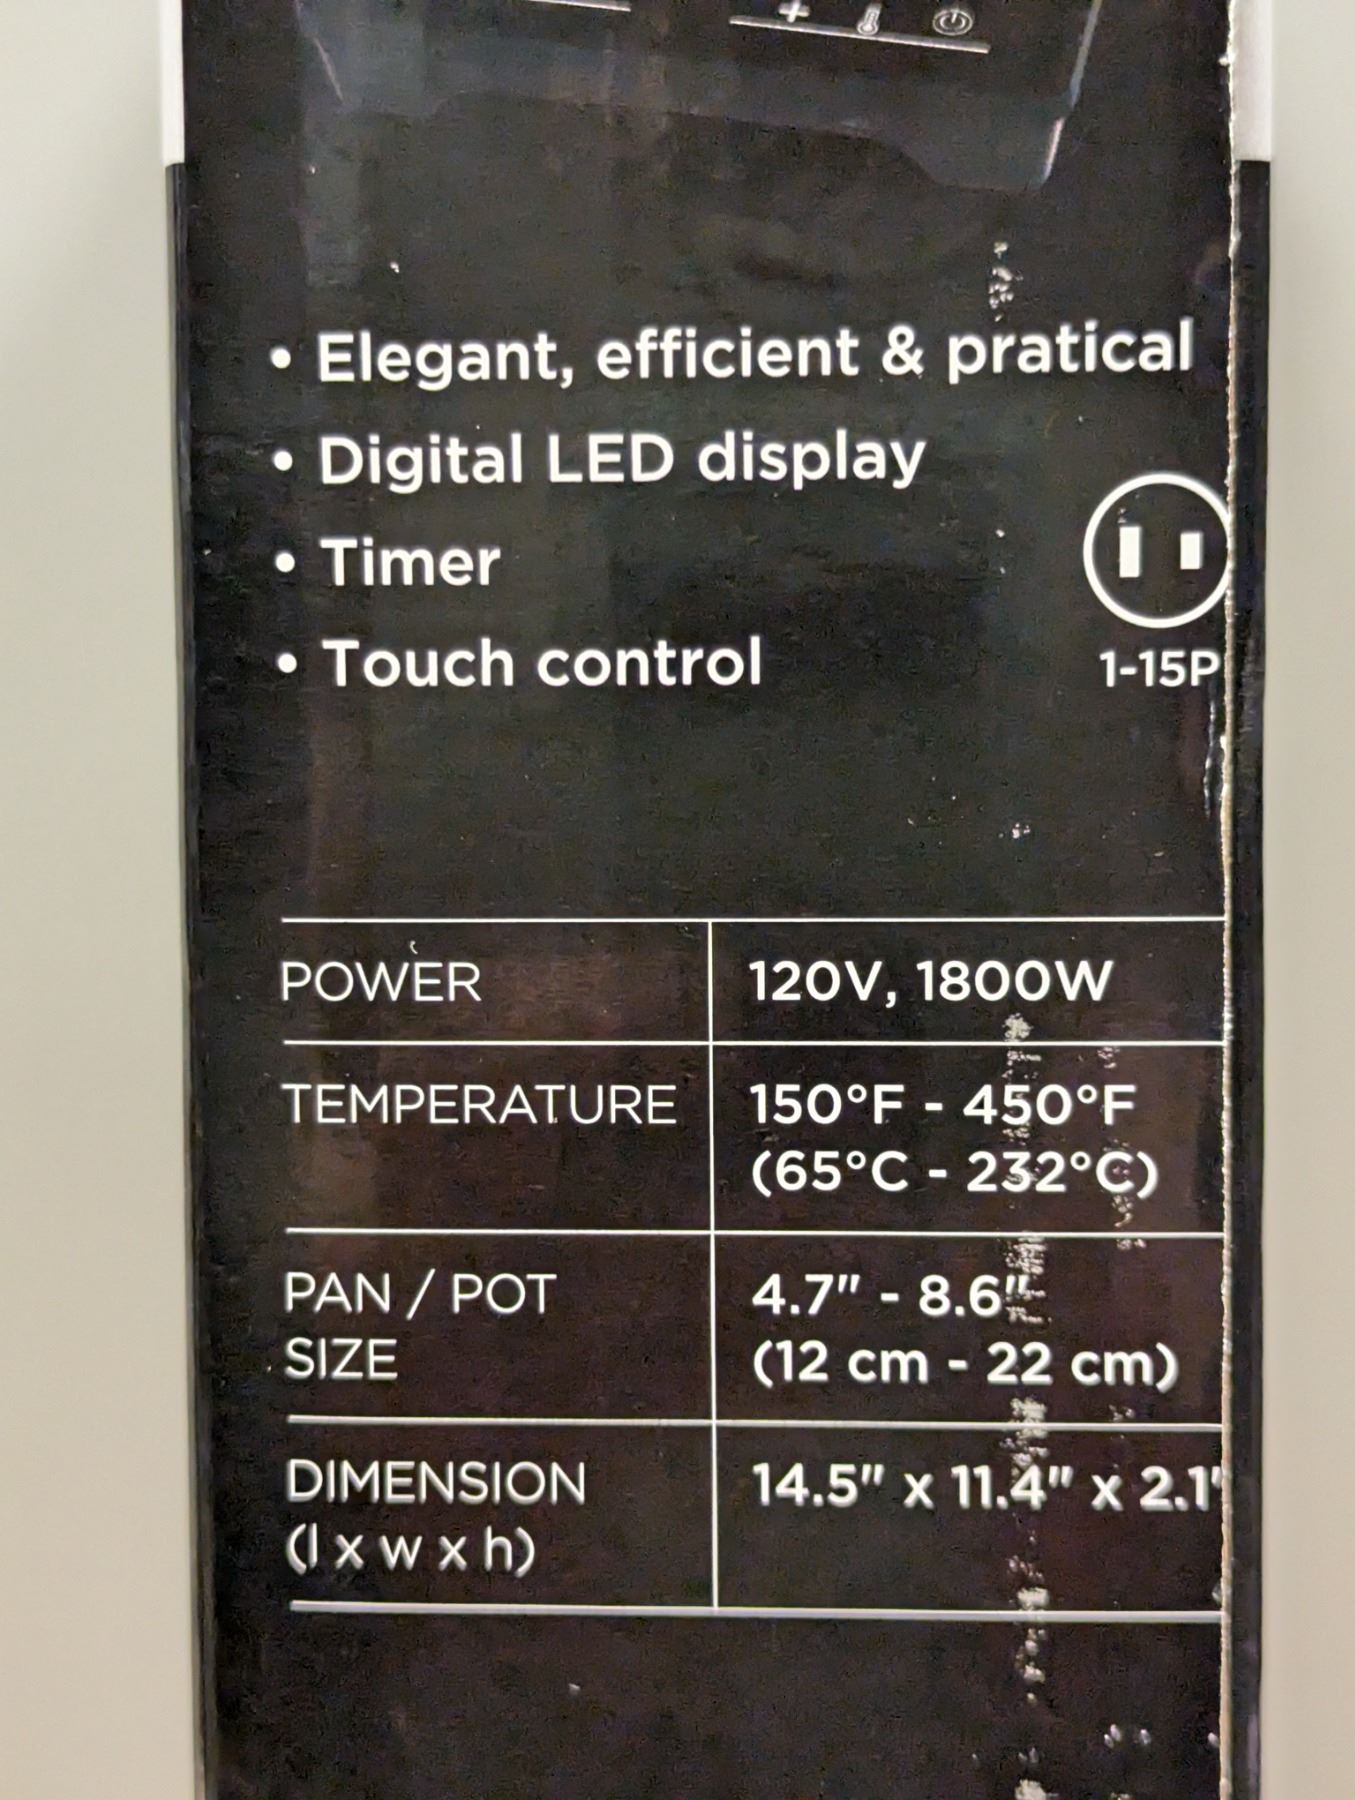 • Elegant, efficient & pratical
• Digital LED display
• Timer
• Touch control
1-15P
POWER 120V, 1800W
TEMPERATURE 150°F - 450°F
(65°C - 232°C)
PAN / POT 4.7" - 8.6"
SIZE (12 cm - 22 cm)
DIMENSION 14.5" x 11.4" x 2.1"
(l x w x h)